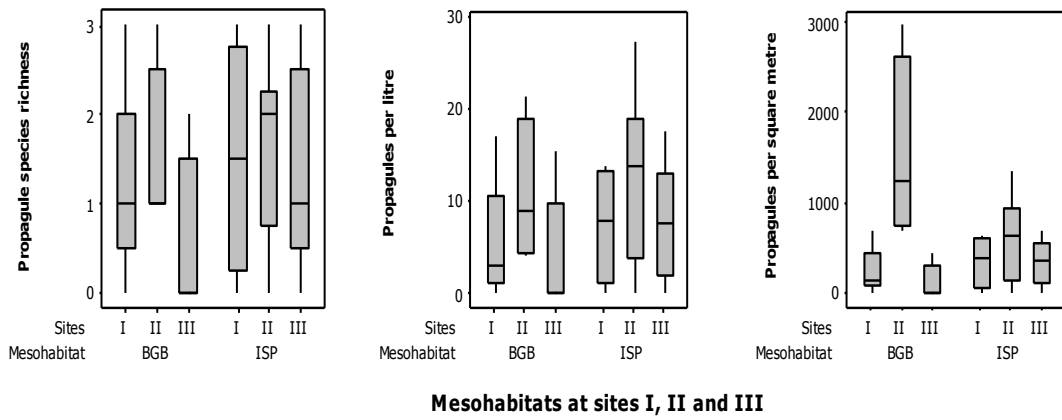 Propagule species richness
3
2
1
0
Sites I II III I II III
Mesohabitat BGB ISP
Propagules per litre
30
20
10
0
Sites I II III I II III
Mesohabitat BGB ISP
Propagules per square metre
3000
2000
1000
0
Sites I II III I II III
Mesohabitat BGB ISP
Mesohabitats at sites I, II and III